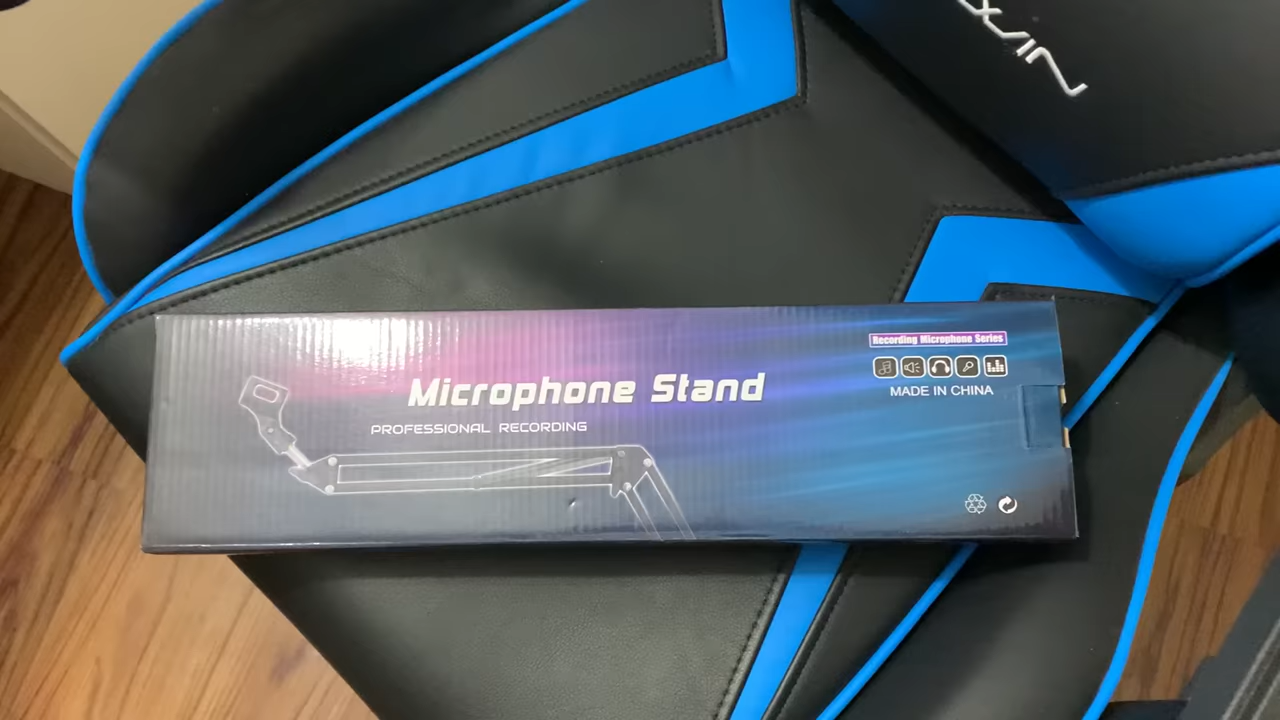 Microphone Stand
PROFESSIONAL RECORDING
Recording Microphone Series
MADE IN CHINA